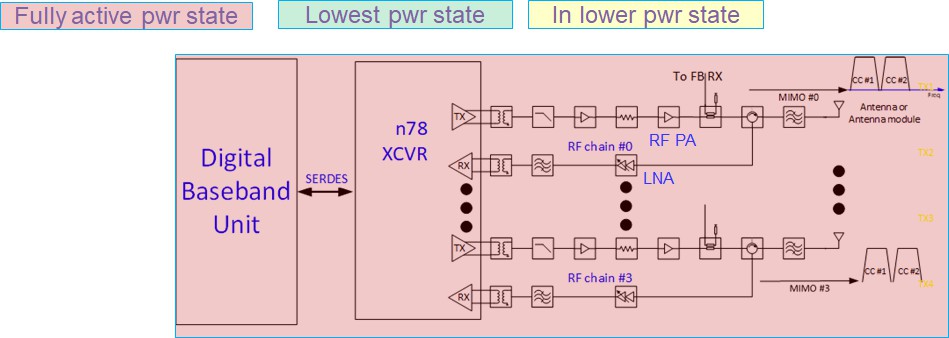 Fully active pwr state
Lowest pwr state
In lower pwr state
To FB RX
CC #1
CC #2
TX1
Freq
MIMO #0
Antenna or
Antenna module
TX
n78
XCVR
RF chain #0
RF PA
Digital
Baseband
Unit
SERDES
RX
LNA
TX2
TX3
TX
RF chain #3
CC #1
CC #2
MIMO #3
TX4
RX